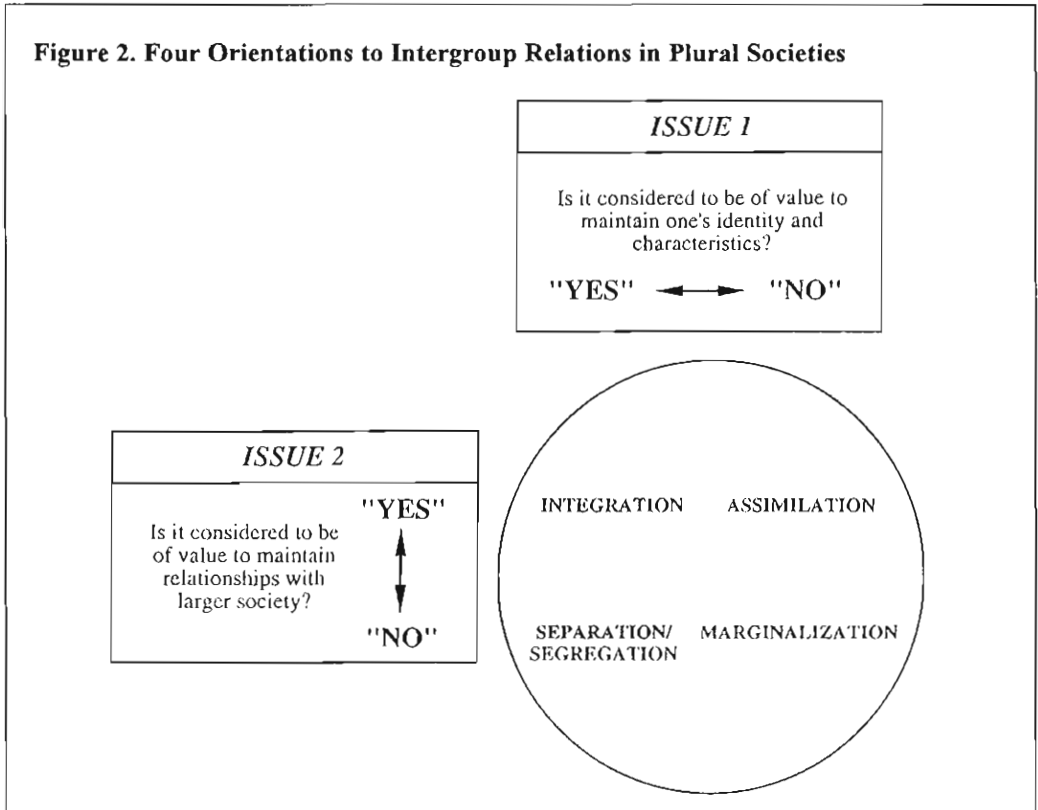 Figure 2. Four Orientations to Intergroup Relations in Plural Societies
ISSUE 1
Is it considered to be of value to
maintain one's identity and
characteristics?
"YES" "NO"
ISSUE 2
"YES"
Is it considered to be
of value to maintain
relationships with
larger society?
"NO"
INTEGRATION ASSIMILATION
SEPARATION/ MARGINALIZATION
SEGREGATION